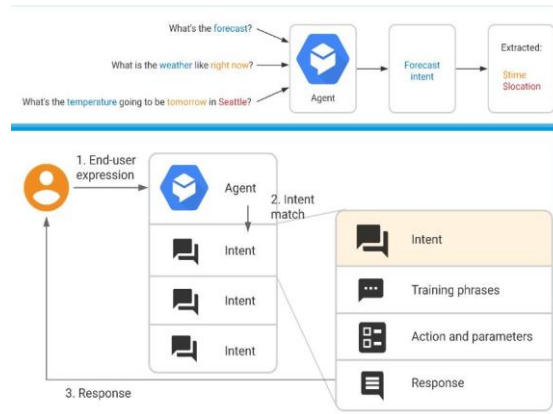 What's the forecast?
What is the weather like right now?
What's the temperature going to be tomorrow in Seattle?
Agent
Forecast
intent
Extracted:
$time
$location
1. End-user
expression
Agent
2. Intent
match
Intent
Intent
Intent
Intent
Training phrases
Action and parameters
Response
3. Response